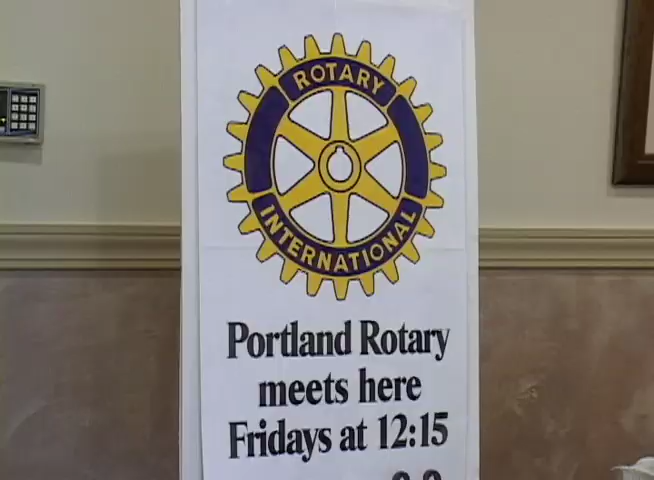 ROTARY
INTERNATIONAL
Portland Rotary
meets here
Fridays at 12:15